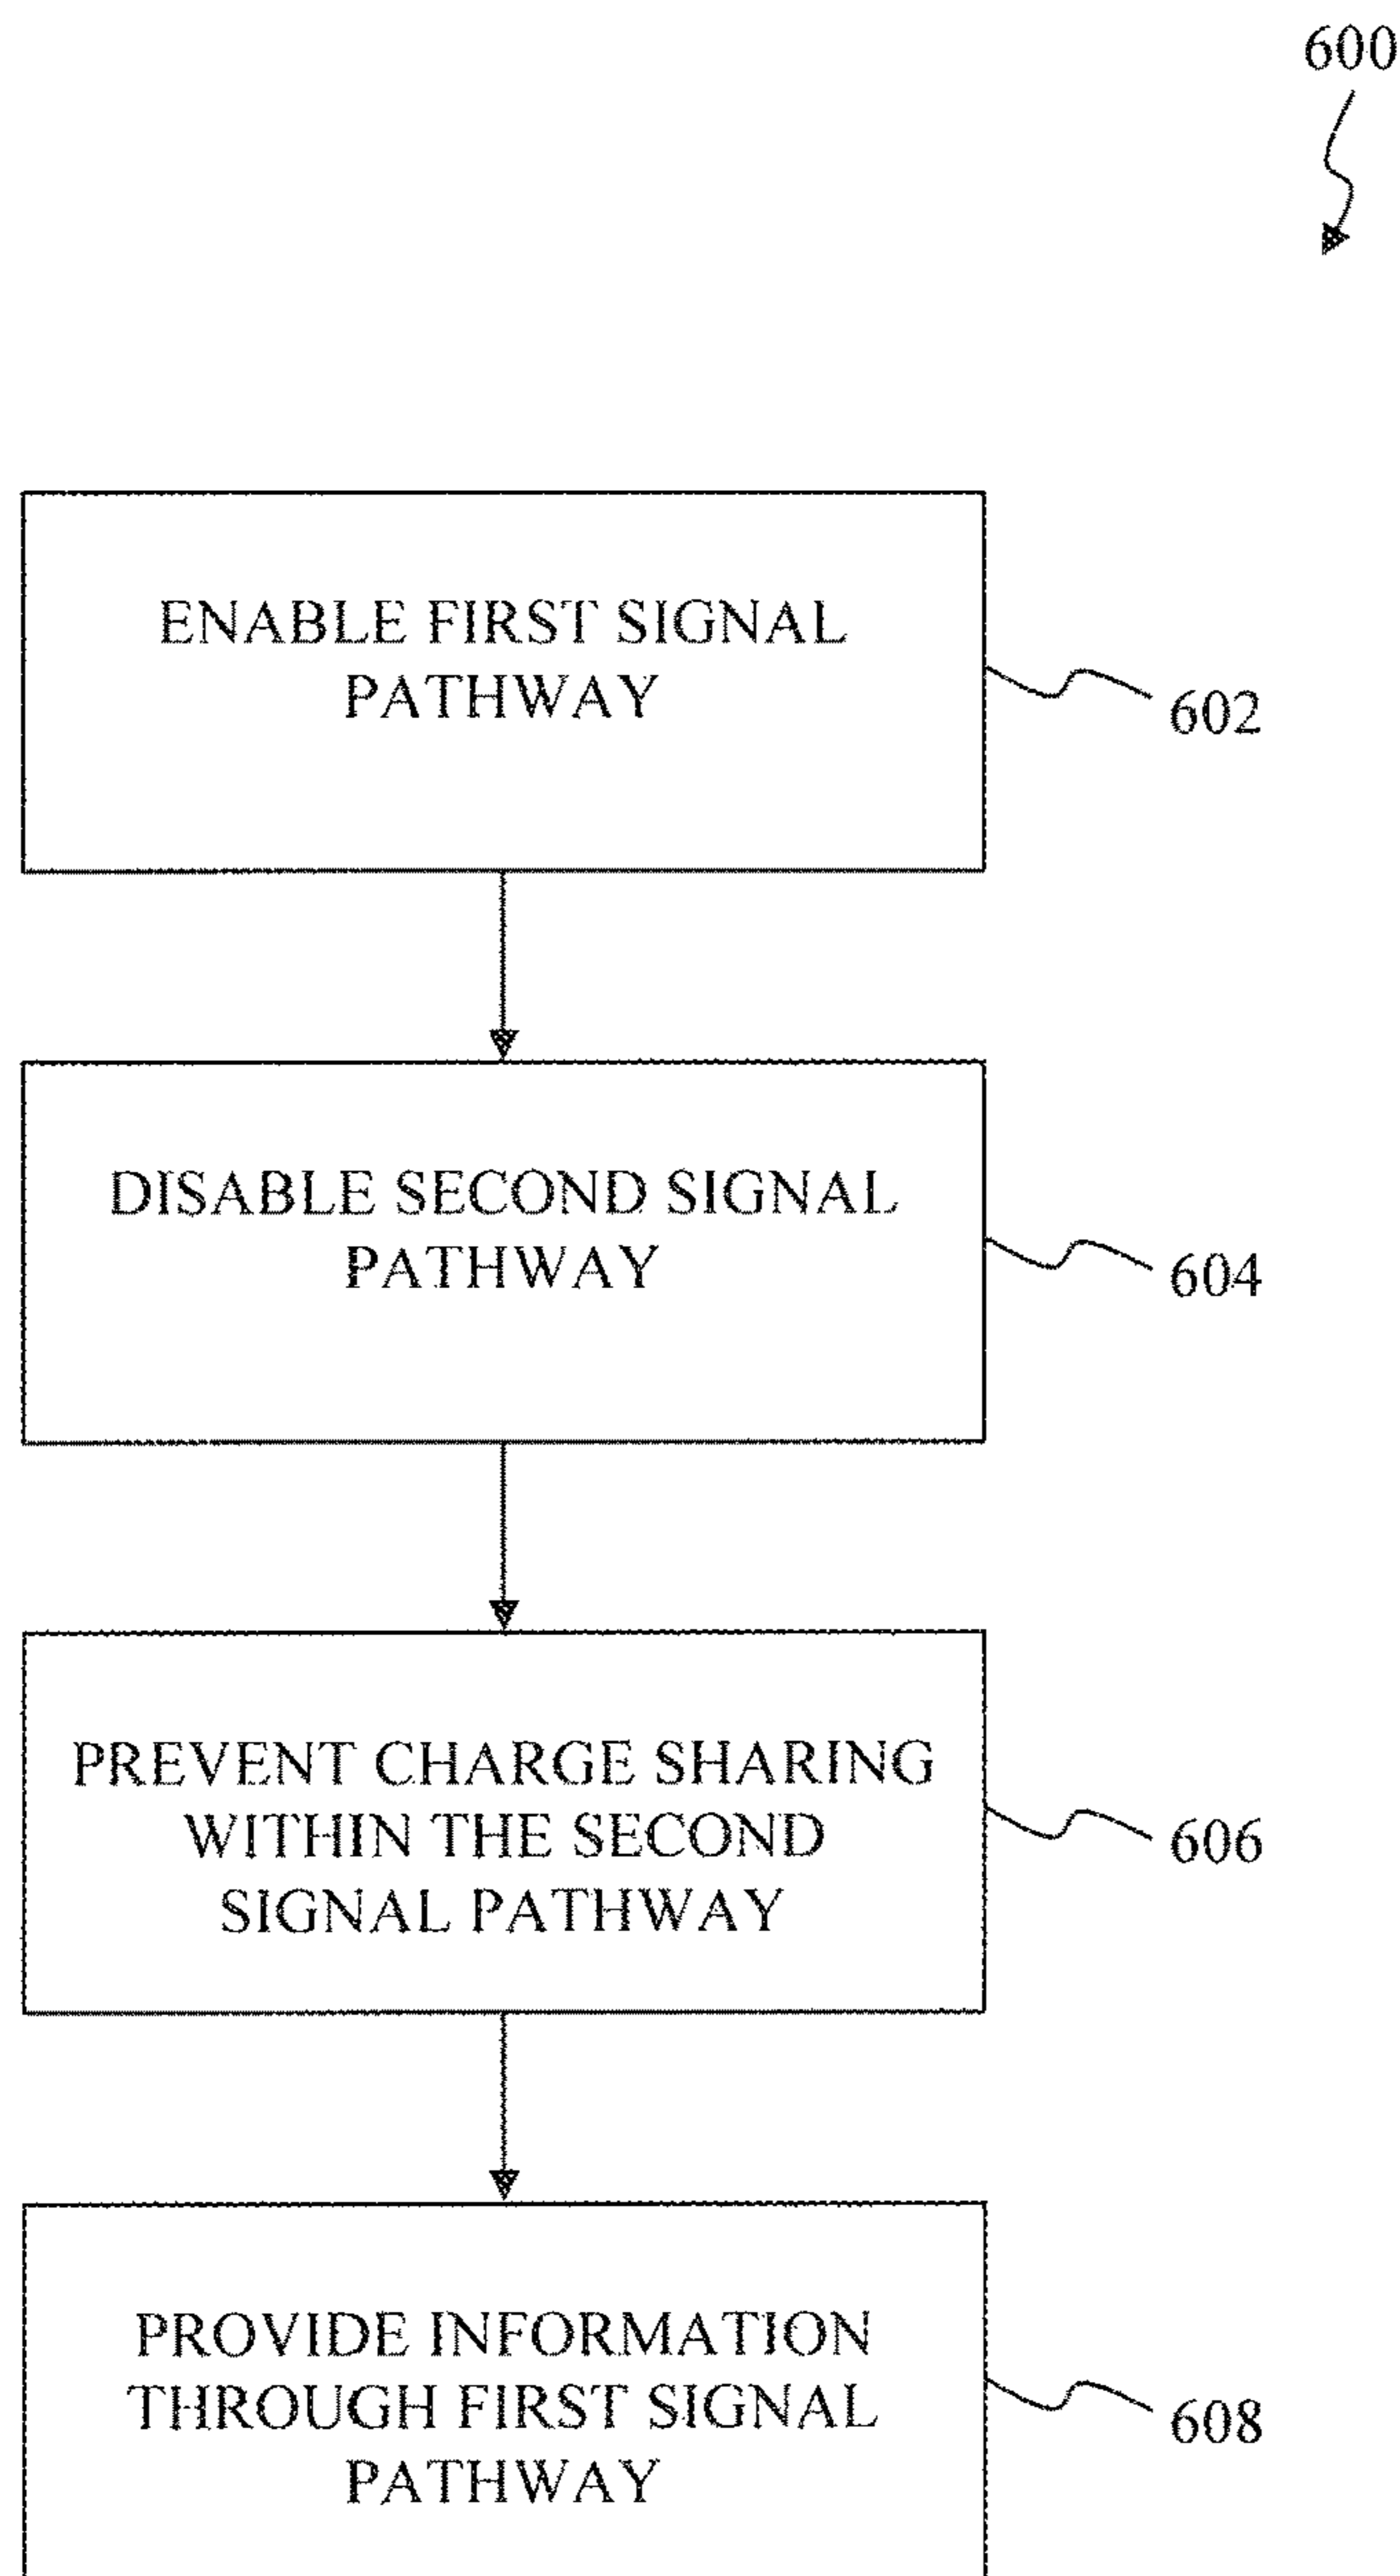 600
ENABLE FIRST SIGNAL
PATHWAY
602
DISABLE SECOND SIGNAL
PATHWAY
604
PREVENT CHARGE SHARING
WITHIN THE SECOND
SIGNAL PATHWAY
606
PROVIDE INFORMATION
THROUGH FIRST SIGNAL
PATHWAY
608